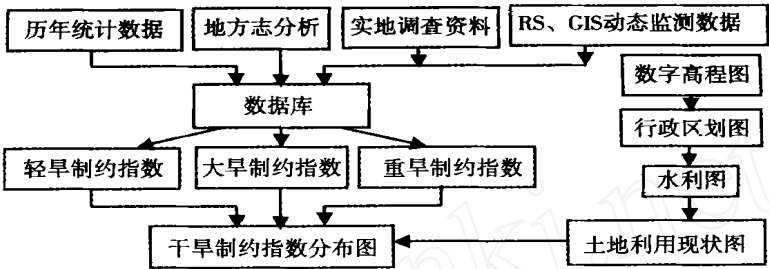 历年统计数据
地方志分析
实地调查资料
RS、GIS动态监测数据
数字高程图
数据库
行政区划图
轻旱制约指数
大旱制约指数
重旱制约指数
水利图
干旱制约指数分布图
土地利用现状图